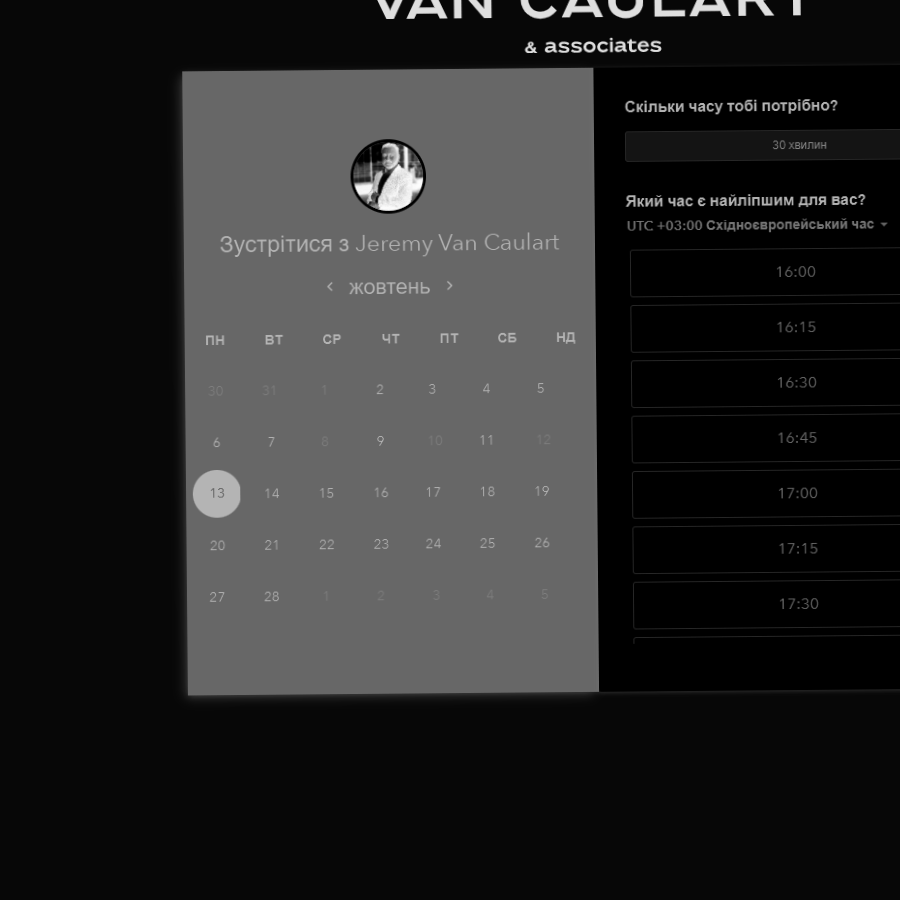 VAN CAULART
& associates
Зустрітися з Jeremy Van Caulart
жовтень
ПН ВТ СР ЧТ ПТ СБ НД
30 31 1 2 3 4 5
6 7 8 9 10 11 12
13 14 15 16 17 18 19
20 21 22 23 24 25 26
27 28 1 2 3 4 5
Скільки часу тобі потрібно?
30 хвилин
Який час є найліпшим для вас?
UTC +03:00 Східноєвропейський час
16:00
16:15
16:30
16:45
17:00
17:15
17:30